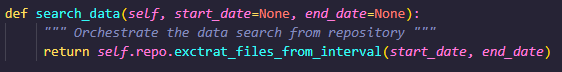 def search_data(self, start_date=None, end_date=None):
    """ Orchestrate the data search from repository """
    return self.repo.exctrat_files_from_interval(start_date, end_date)